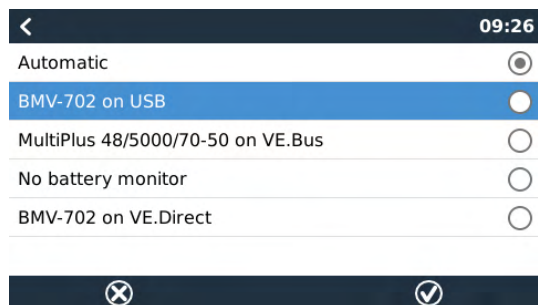 09:26
Automatic
BMV-702 on USB
MultiPlus 48/5000/70-50 on VE.Bus
No battery monitor
BMV-702 on VE.Direct